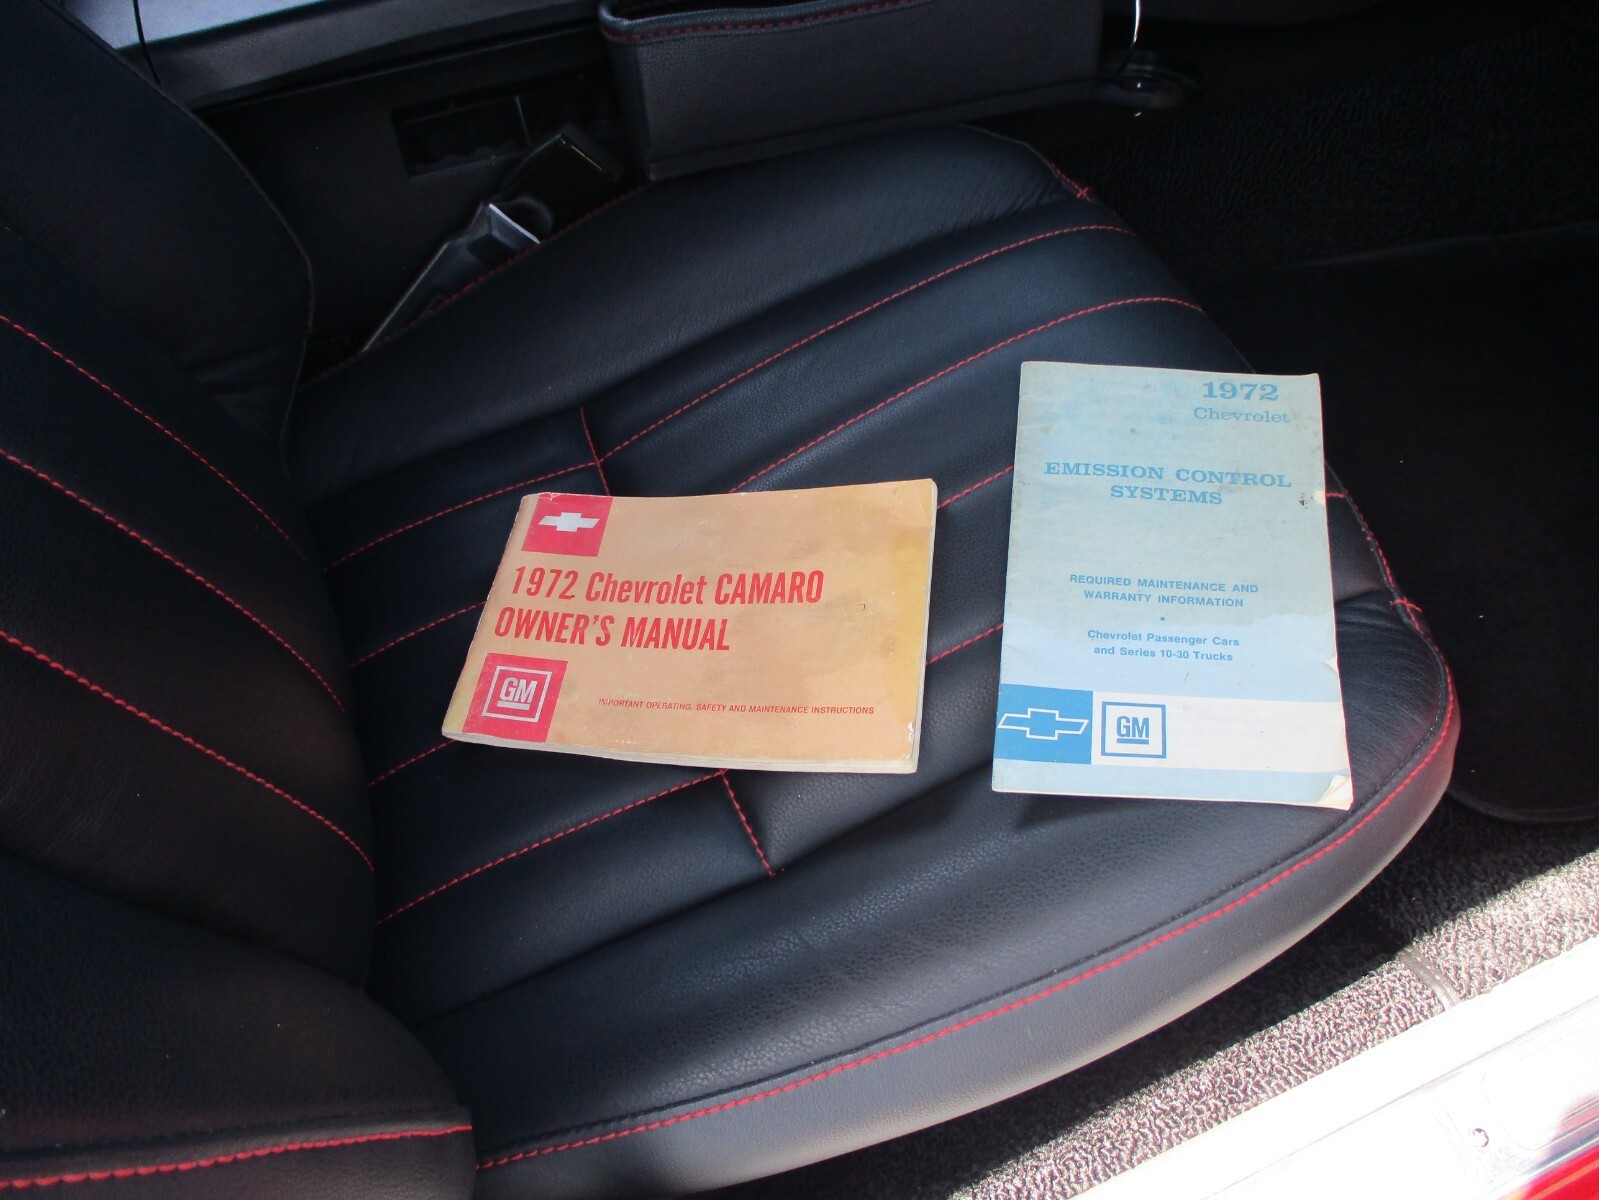 1972 Chevrolet CAMARO
OWNER'S MANUAL
GM
IMPORTANT OPERATING, SAFETY AND MAINTENANCE INSTRUCTIONS
1972
Chevrolet
EMISSION CONTROL
SYSTEMS
REQUIRED MAINTENANCE AND
WARRANTY INFORMATION
•
Chevrolet Passenger Cars
and Series 10-30 Trucks
GM